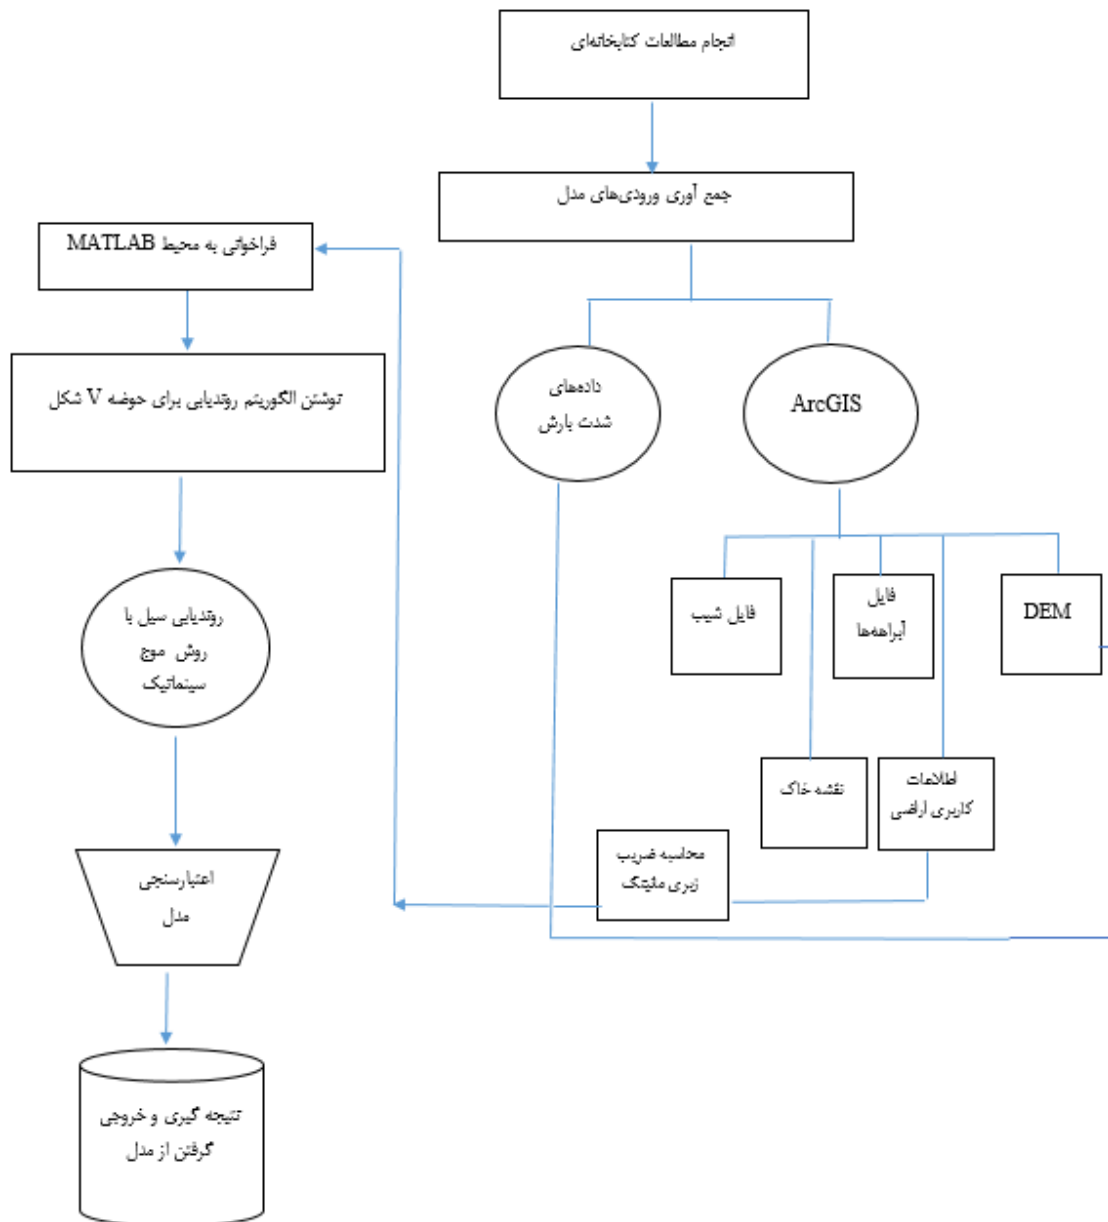 انجام مطالعات کتابخانه‌ای
جمع آوری ورودی‌های مدل
فراخوانی به محیط MATLAB
نوشتن الگوریتم روندیابی برای حوضه V شکل
داده‌های
شدت بارش
ArcGIS
فایل شیب
فایل
آبراهه‌ها
DEM
روندیابی سیل با
روش موج
سینماتیک
نقشه خاک
اطلاعات
کاربری اراضی
محاسبه ضریب
زبری مانینگ
اعتبارسنجی
مدل
نتیجه گیری و خروجی
گرفتن از مدل